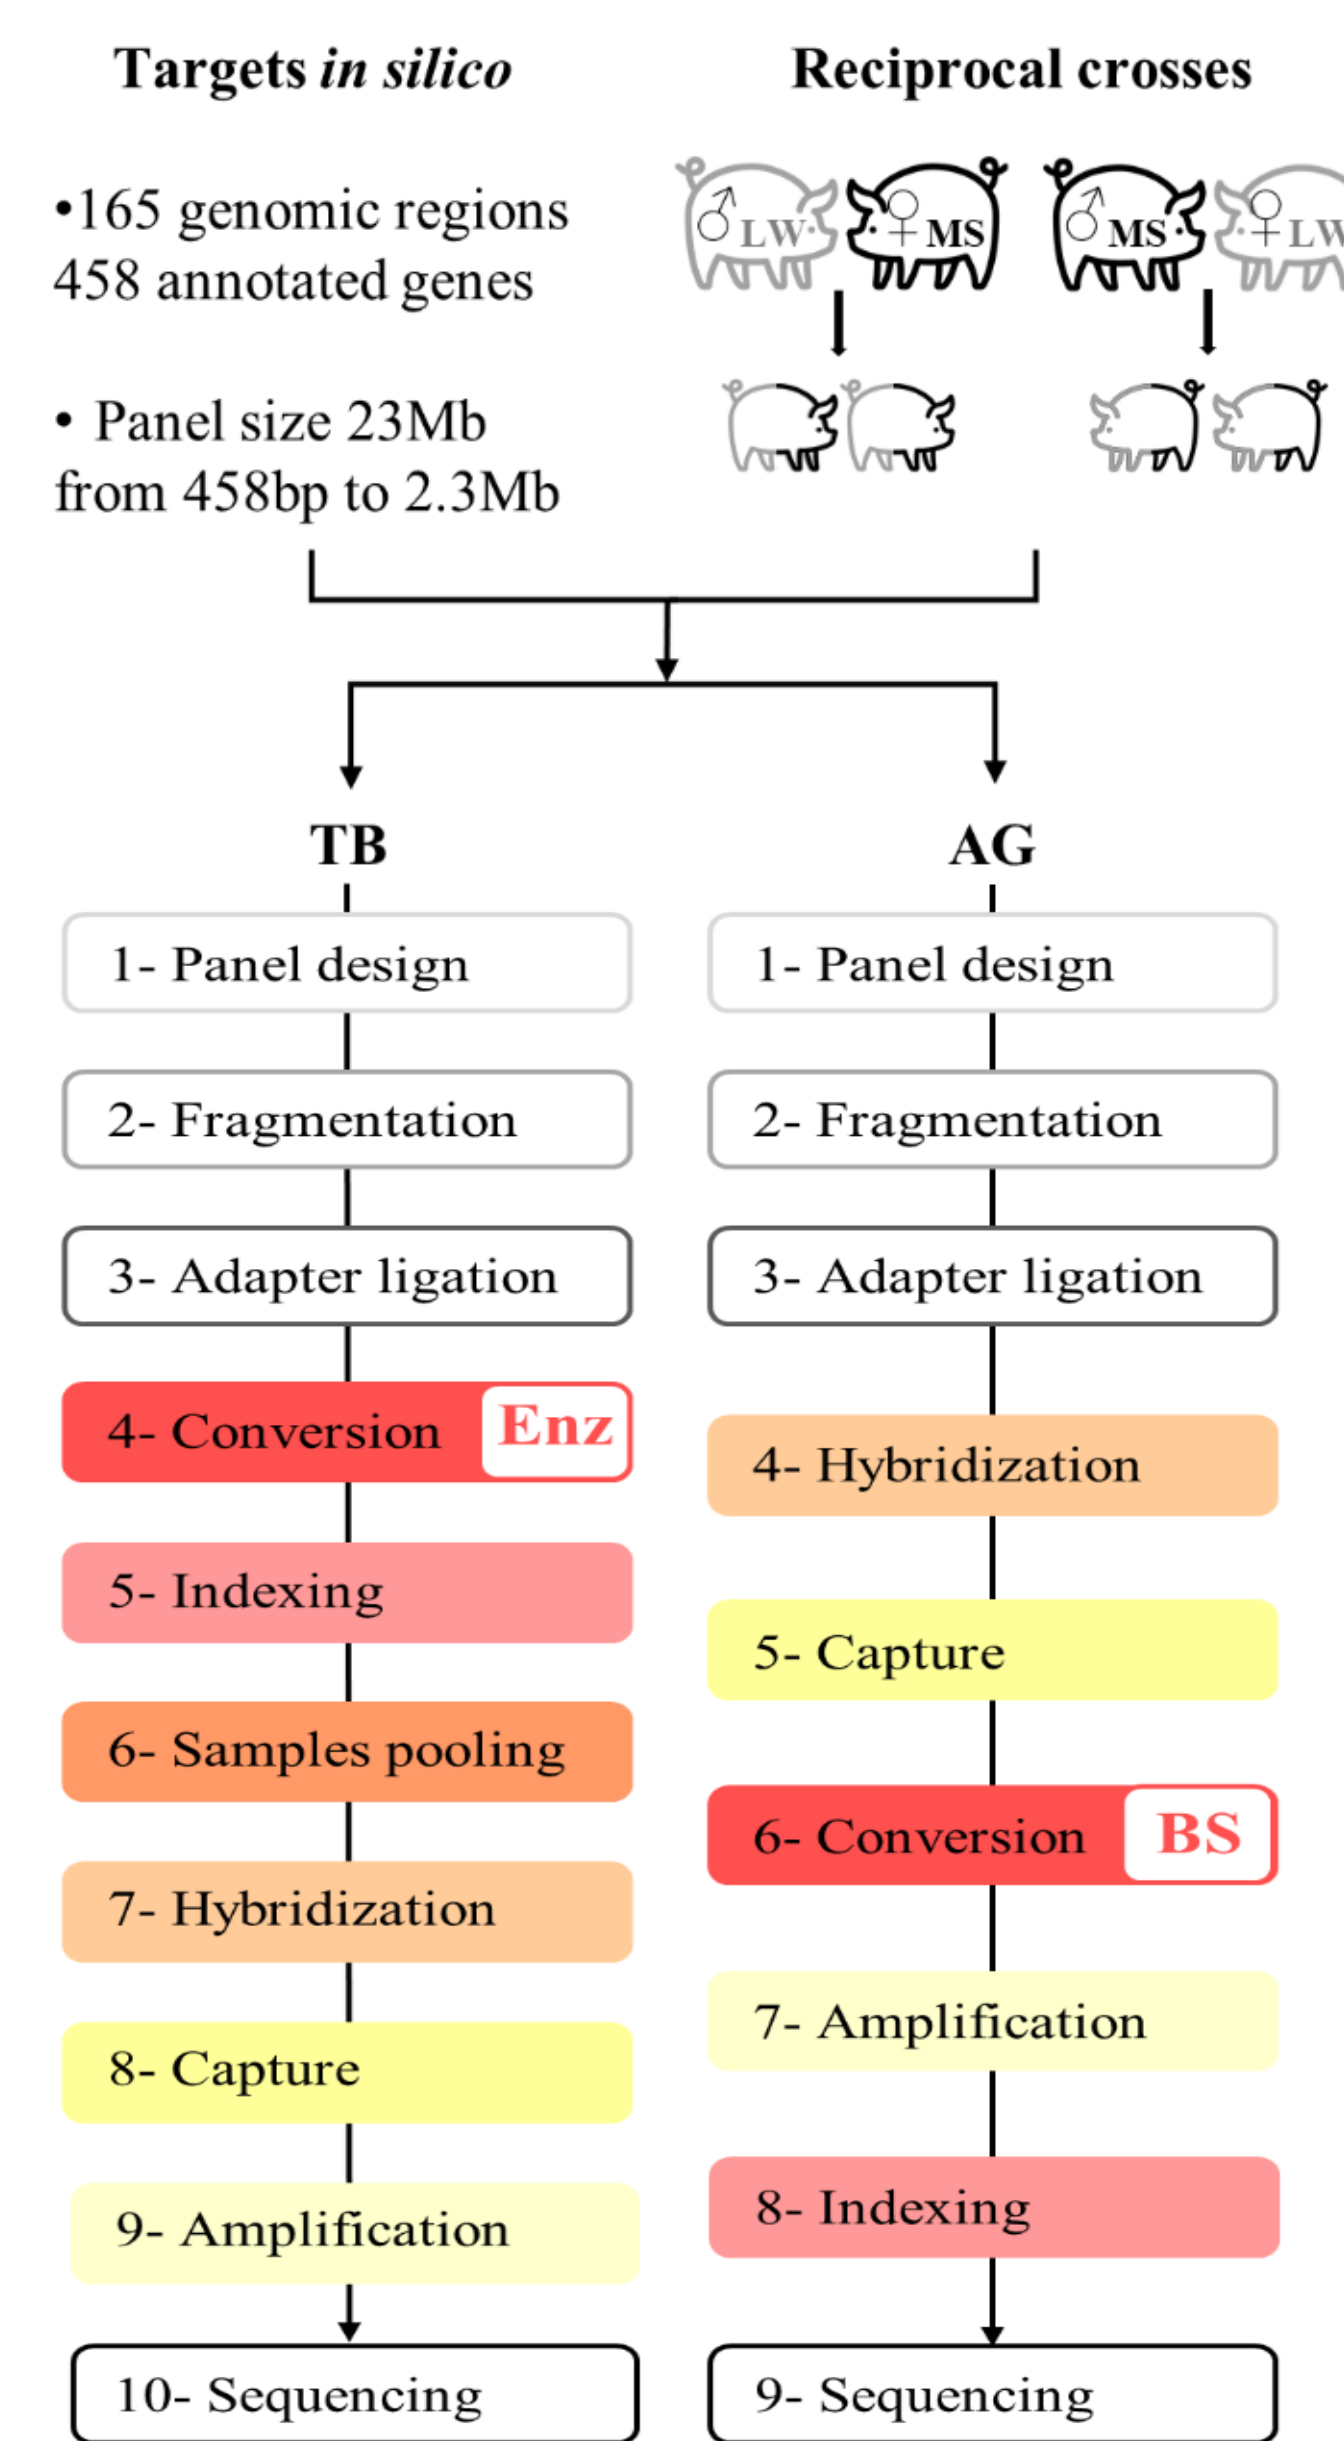 Targets in silico
•165 genomic regions
458 annotated genes
• Panel size 23Mb
from 458bp to 2.3Mb
Reciprocal crosses
♂LW ♀MS ♂MS ♀LW
TB
1- Panel design
2- Fragmentation
3- Adapter ligation
4- Conversion Enz
5- Indexing
6- Samples pooling
7- Hybridization
8- Capture
9- Amplification
10- Sequencing
AG
1- Panel design
2- Fragmentation
3- Adapter ligation
4- Hybridization
5- Capture
6- Conversion BS
7- Amplification
8- Indexing
9- Sequencing